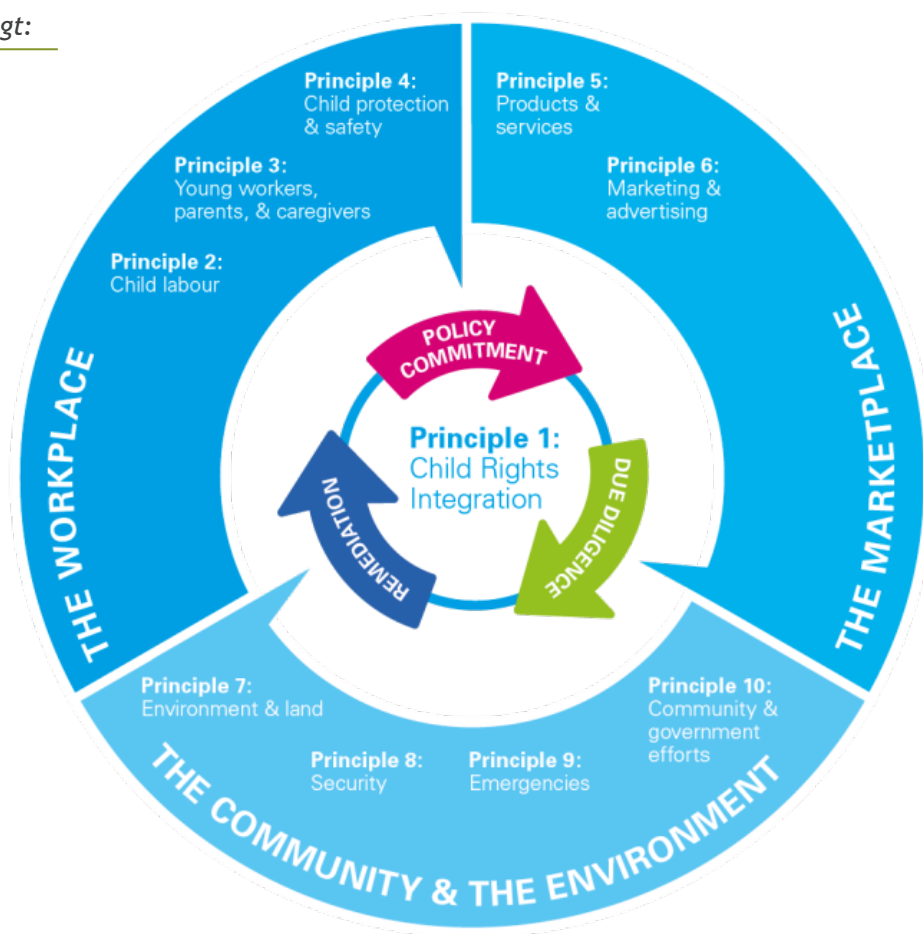 gt:
Principle 4:
Child protection
& safety
Principle 3:
Young workers,
parents, & caregivers
Principle 2:
Child labour
THE WORKPLACE
Principle 5:
Products &
services
Principle 6:
Marketing &
advertising
THE MARKETPLACE
POLICY
COMMITMENT
Principle 1:
Child Rights
Integration
DUE DILIGENCE
REMEDIATION
Principle 7:
Environment & land
Principle 8:
Security
Principle 9:
Emergencies
Principle 10:
Community &
government
efforts
THE COMMUNITY & THE ENVIRONMENT